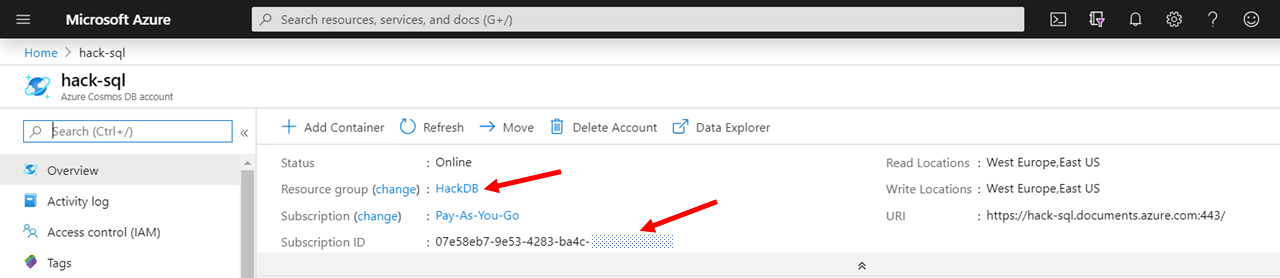 Microsoft Azure
Search resources, services, and docs (G+/)
Home > hack-sql
hack-sql
Azure Cosmos DB account
Search (Ctrl+/)
Overview
Activity log
Access control (IAM)
Tags
Add Container Refresh Move Delete Account Data Explorer
Status : Online
Resource group (change) : HackDB
Subscription (change) : Pay-As-You-Go
Subscription ID : 07e58eb7-9e53-4283-ba4c-
Read Locations : West Europe,East US
Write Locations : West Europe,East US
URI : https://hack-sql.documents.azure.com:443/